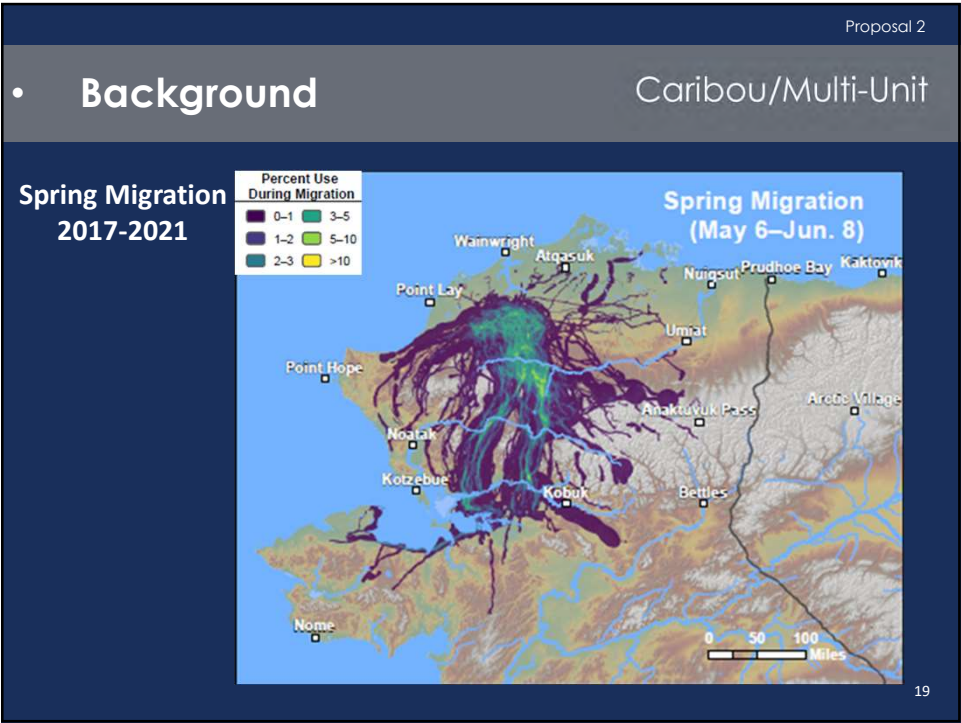 Proposal 2
• Background
Caribou/Multi-Unit
Spring Migration
2017-2021
Percent Use
During Migration
0–1 3–5
1–2 5–10
2–3 >10
Spring Migration
(May 6–Jun. 8)
Wainwright
Atqasuk
Nuiqsut
Prudhoe Bay
Kaktovik
Point Lay
Umiat
Point Hope
Anaktuvuk Pass
Arctic Village
Noatak
Kotzebue
Kobuk
Bettles
Nome
0 50 100
Miles
19